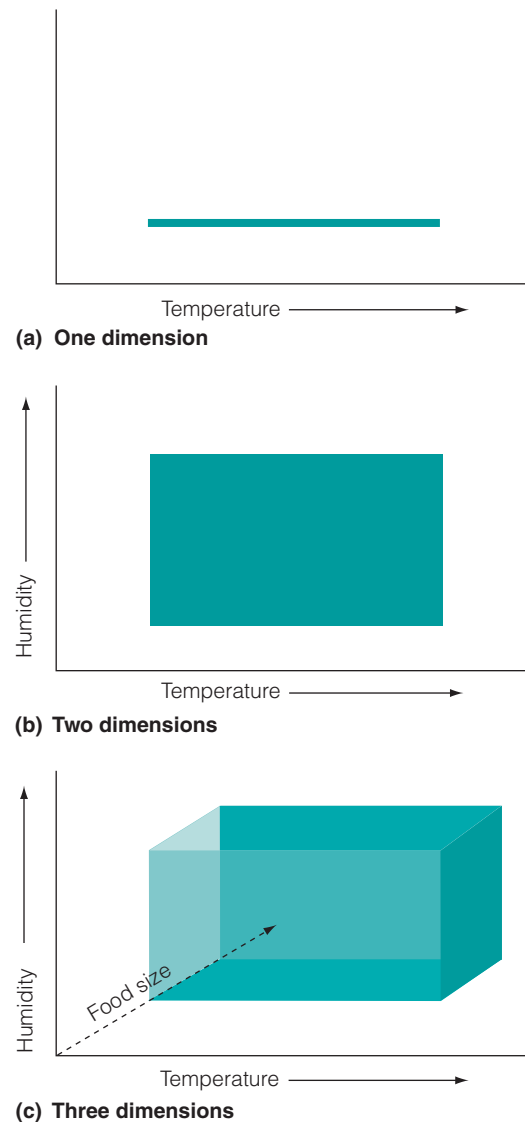 Temperature
(a) One dimension
Humidity
Temperature
(b) Two dimensions
Humidity
Food size
Temperature
(c) Three dimensions